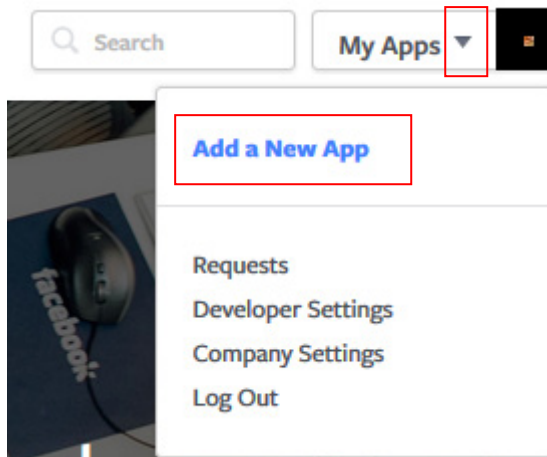 Search
My Apps
Add a New App
Requests
Developer Settings
Company Settings
Log Out
facebook